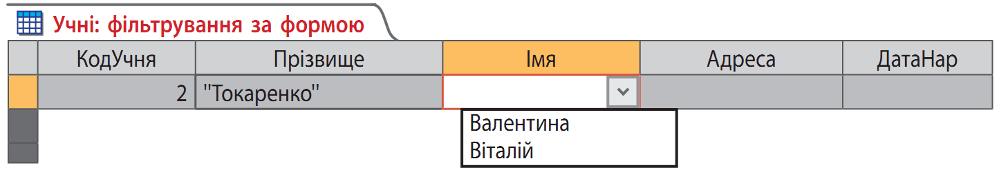 Учні: фільтрування за формою
КодУчня Прізвище Імя Адреса ДатаНар
2 "Токаренко"
Валентина
Віталій